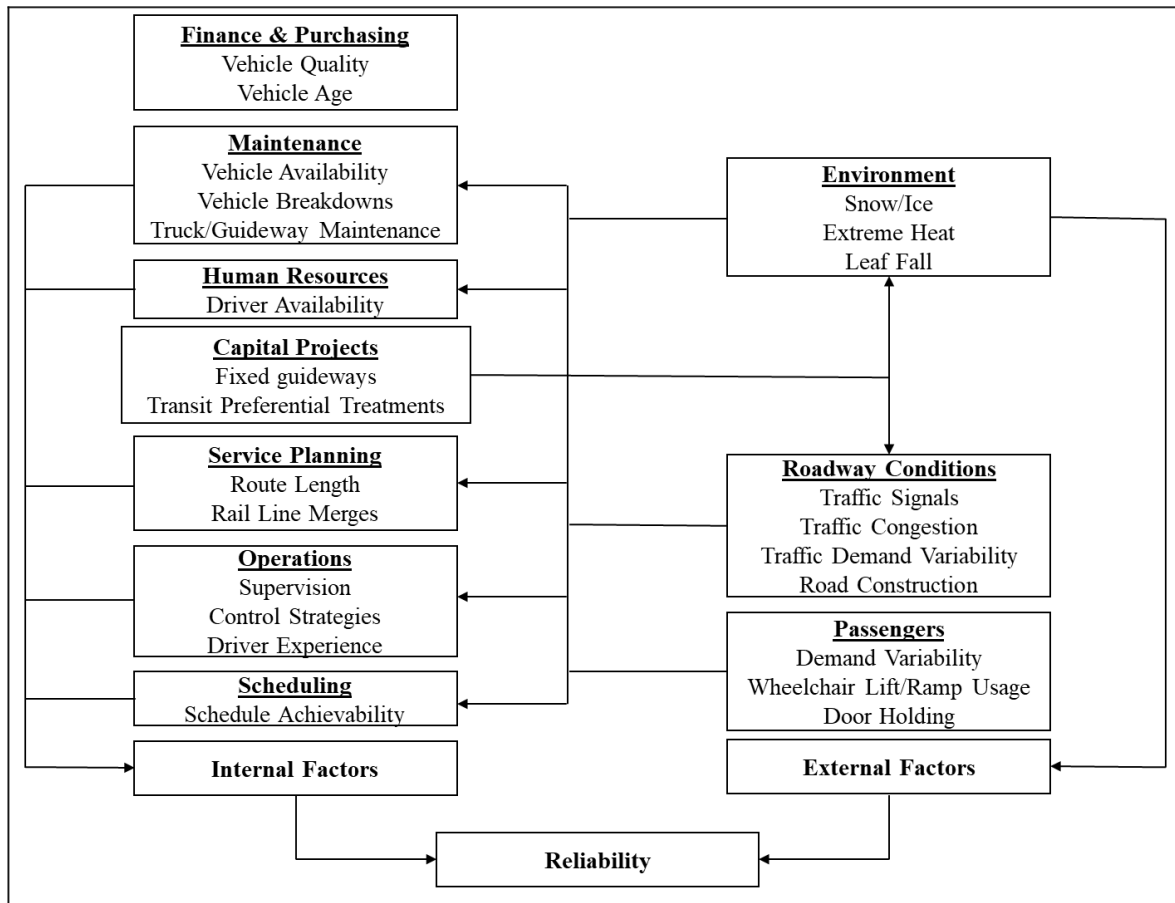 Finance & Purchasing
Vehicle Quality
Vehicle Age
Maintenance
Vehicle Availability
Vehicle Breakdowns
Truck/Guideway Maintenance
Human Resources
Driver Availability
Capital Projects
Fixed guideways
Transit Preferential Treatments
Service Planning
Route Length
Rail Line Merges
Operations
Supervision
Control Strategies
Driver Experience
Scheduling
Schedule Achievability
Internal Factors
Environment
Snow/Ice
Extreme Heat
Leaf Fall
Roadway Conditions
Traffic Signals
Traffic Congestion
Traffic Demand Variability
Road Construction
Passengers
Demand Variability
Wheelchair Lift/Ramp Usage
Door Holding
External Factors
Reliability